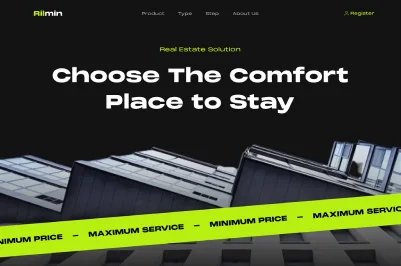 Rilmin
Product Type Step About Us Register
Real Estate Solution
Choose The Comfort
Place to Stay
NIMUM PRICE – MAXIMUM SERVICE – MINIMUM PRICE – MAXIMUM SERVIC